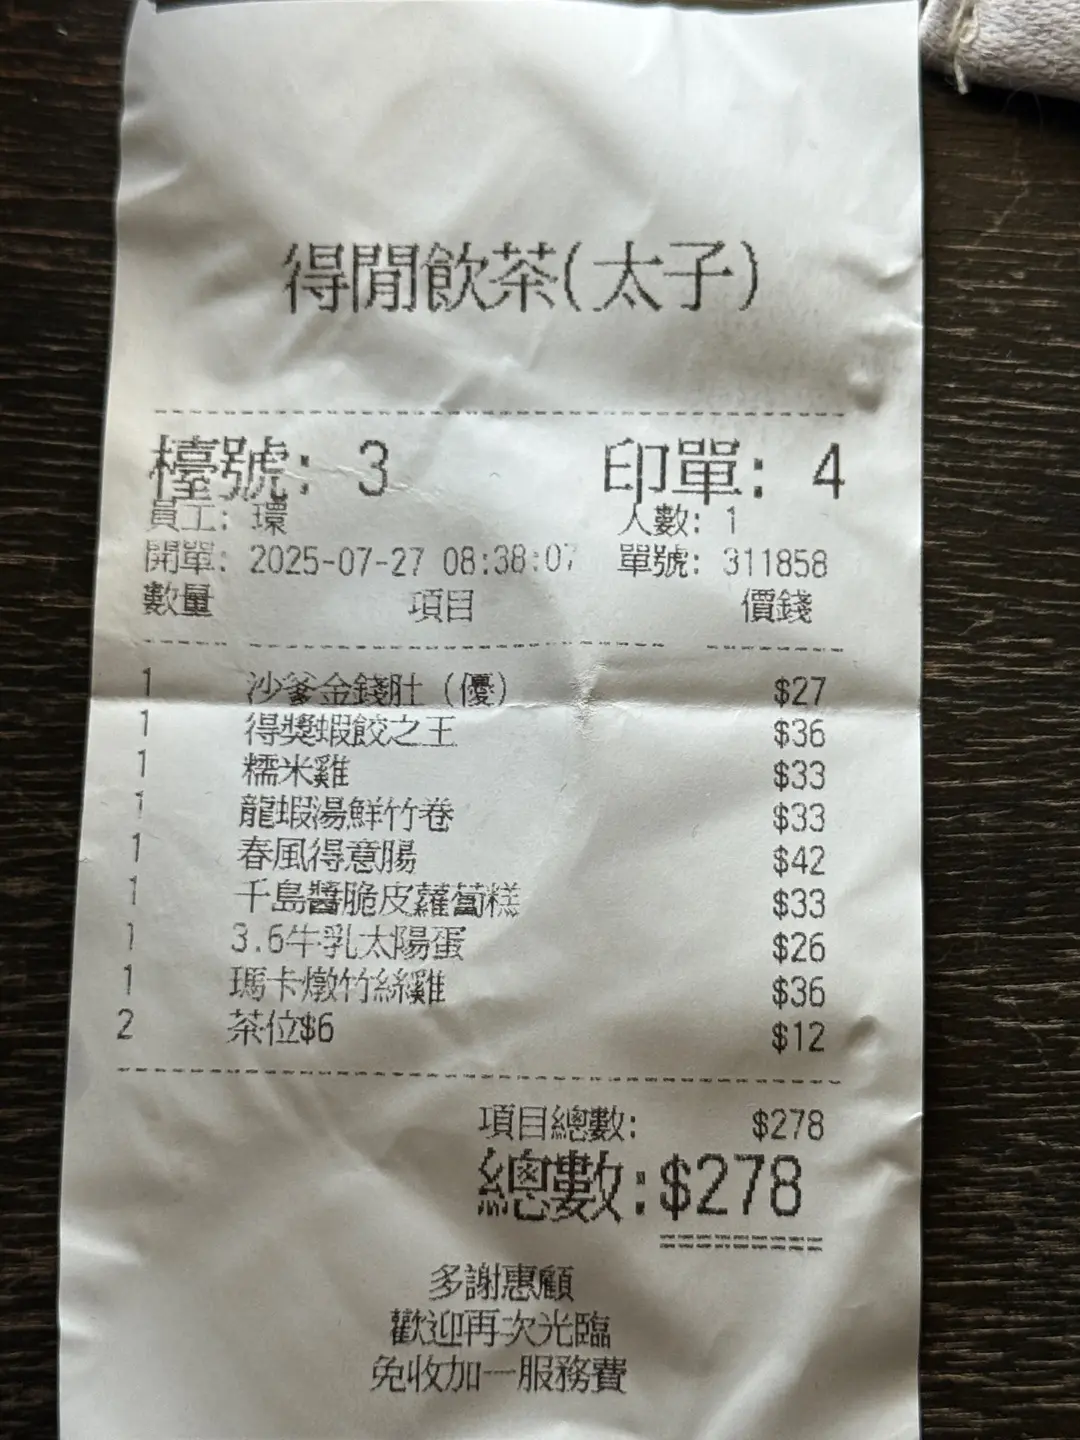 得閒飲茶(太子)
檯號: 3 印單: 4
員工: 環 人數: 1
開單: 2025-07-27 08:38:07 單號: 311858
數量 項目 價錢
1 沙爹金錢肚 (優) $27
1 得獎蝦餃之王 $36
1 糯米雞 $33
1 龍蝦湯鮮竹卷 $33
1 春風得意腸 $42
1 千島醬脆皮蘿蔔糕 $33
1 3.6牛乳太陽蛋 $26
1 瑪卡燉竹絲雞 $36
2 茶位$6 $12
項目總數: $278
總數:$278
多謝惠顧
歡迎再次光臨
免收加一服務費